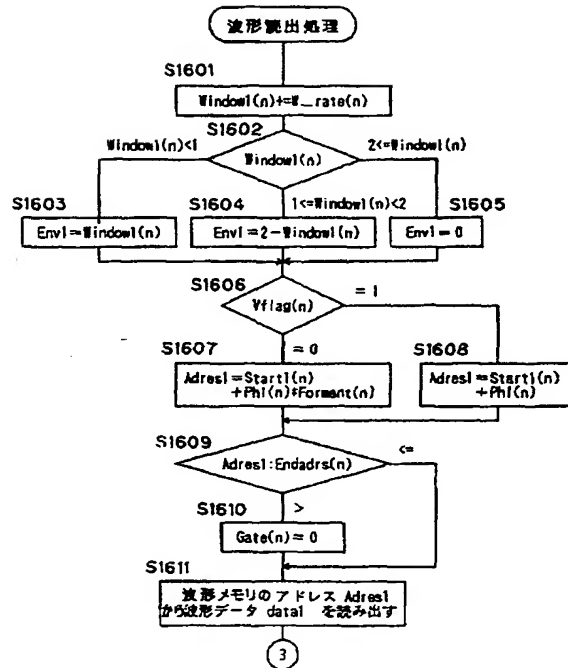 波形読出処理
S1601
Window1(n)+=W_rate(n)
S1602
Window1(n)<1
Window1(n)
2<=Window1(n)
S1603
S1604
1<=Window1(n)<2
S1605
Env1=Window1(n)
Env1=2-Window1(n)
Env1=0
S1606
Vflag(n)
=1
=0
S1607
S1608
Adres1=Start1(n)
+Ph1(n)*Formant(n)
Adres1=Start1(n)
+Ph1(n)
S1609
Adres1:Endadrs(n)
<=
>
S1610
Gate(n)=0
S1611
波形メモリのアドレス Adres1
から波形データ data1 を読み出す
3